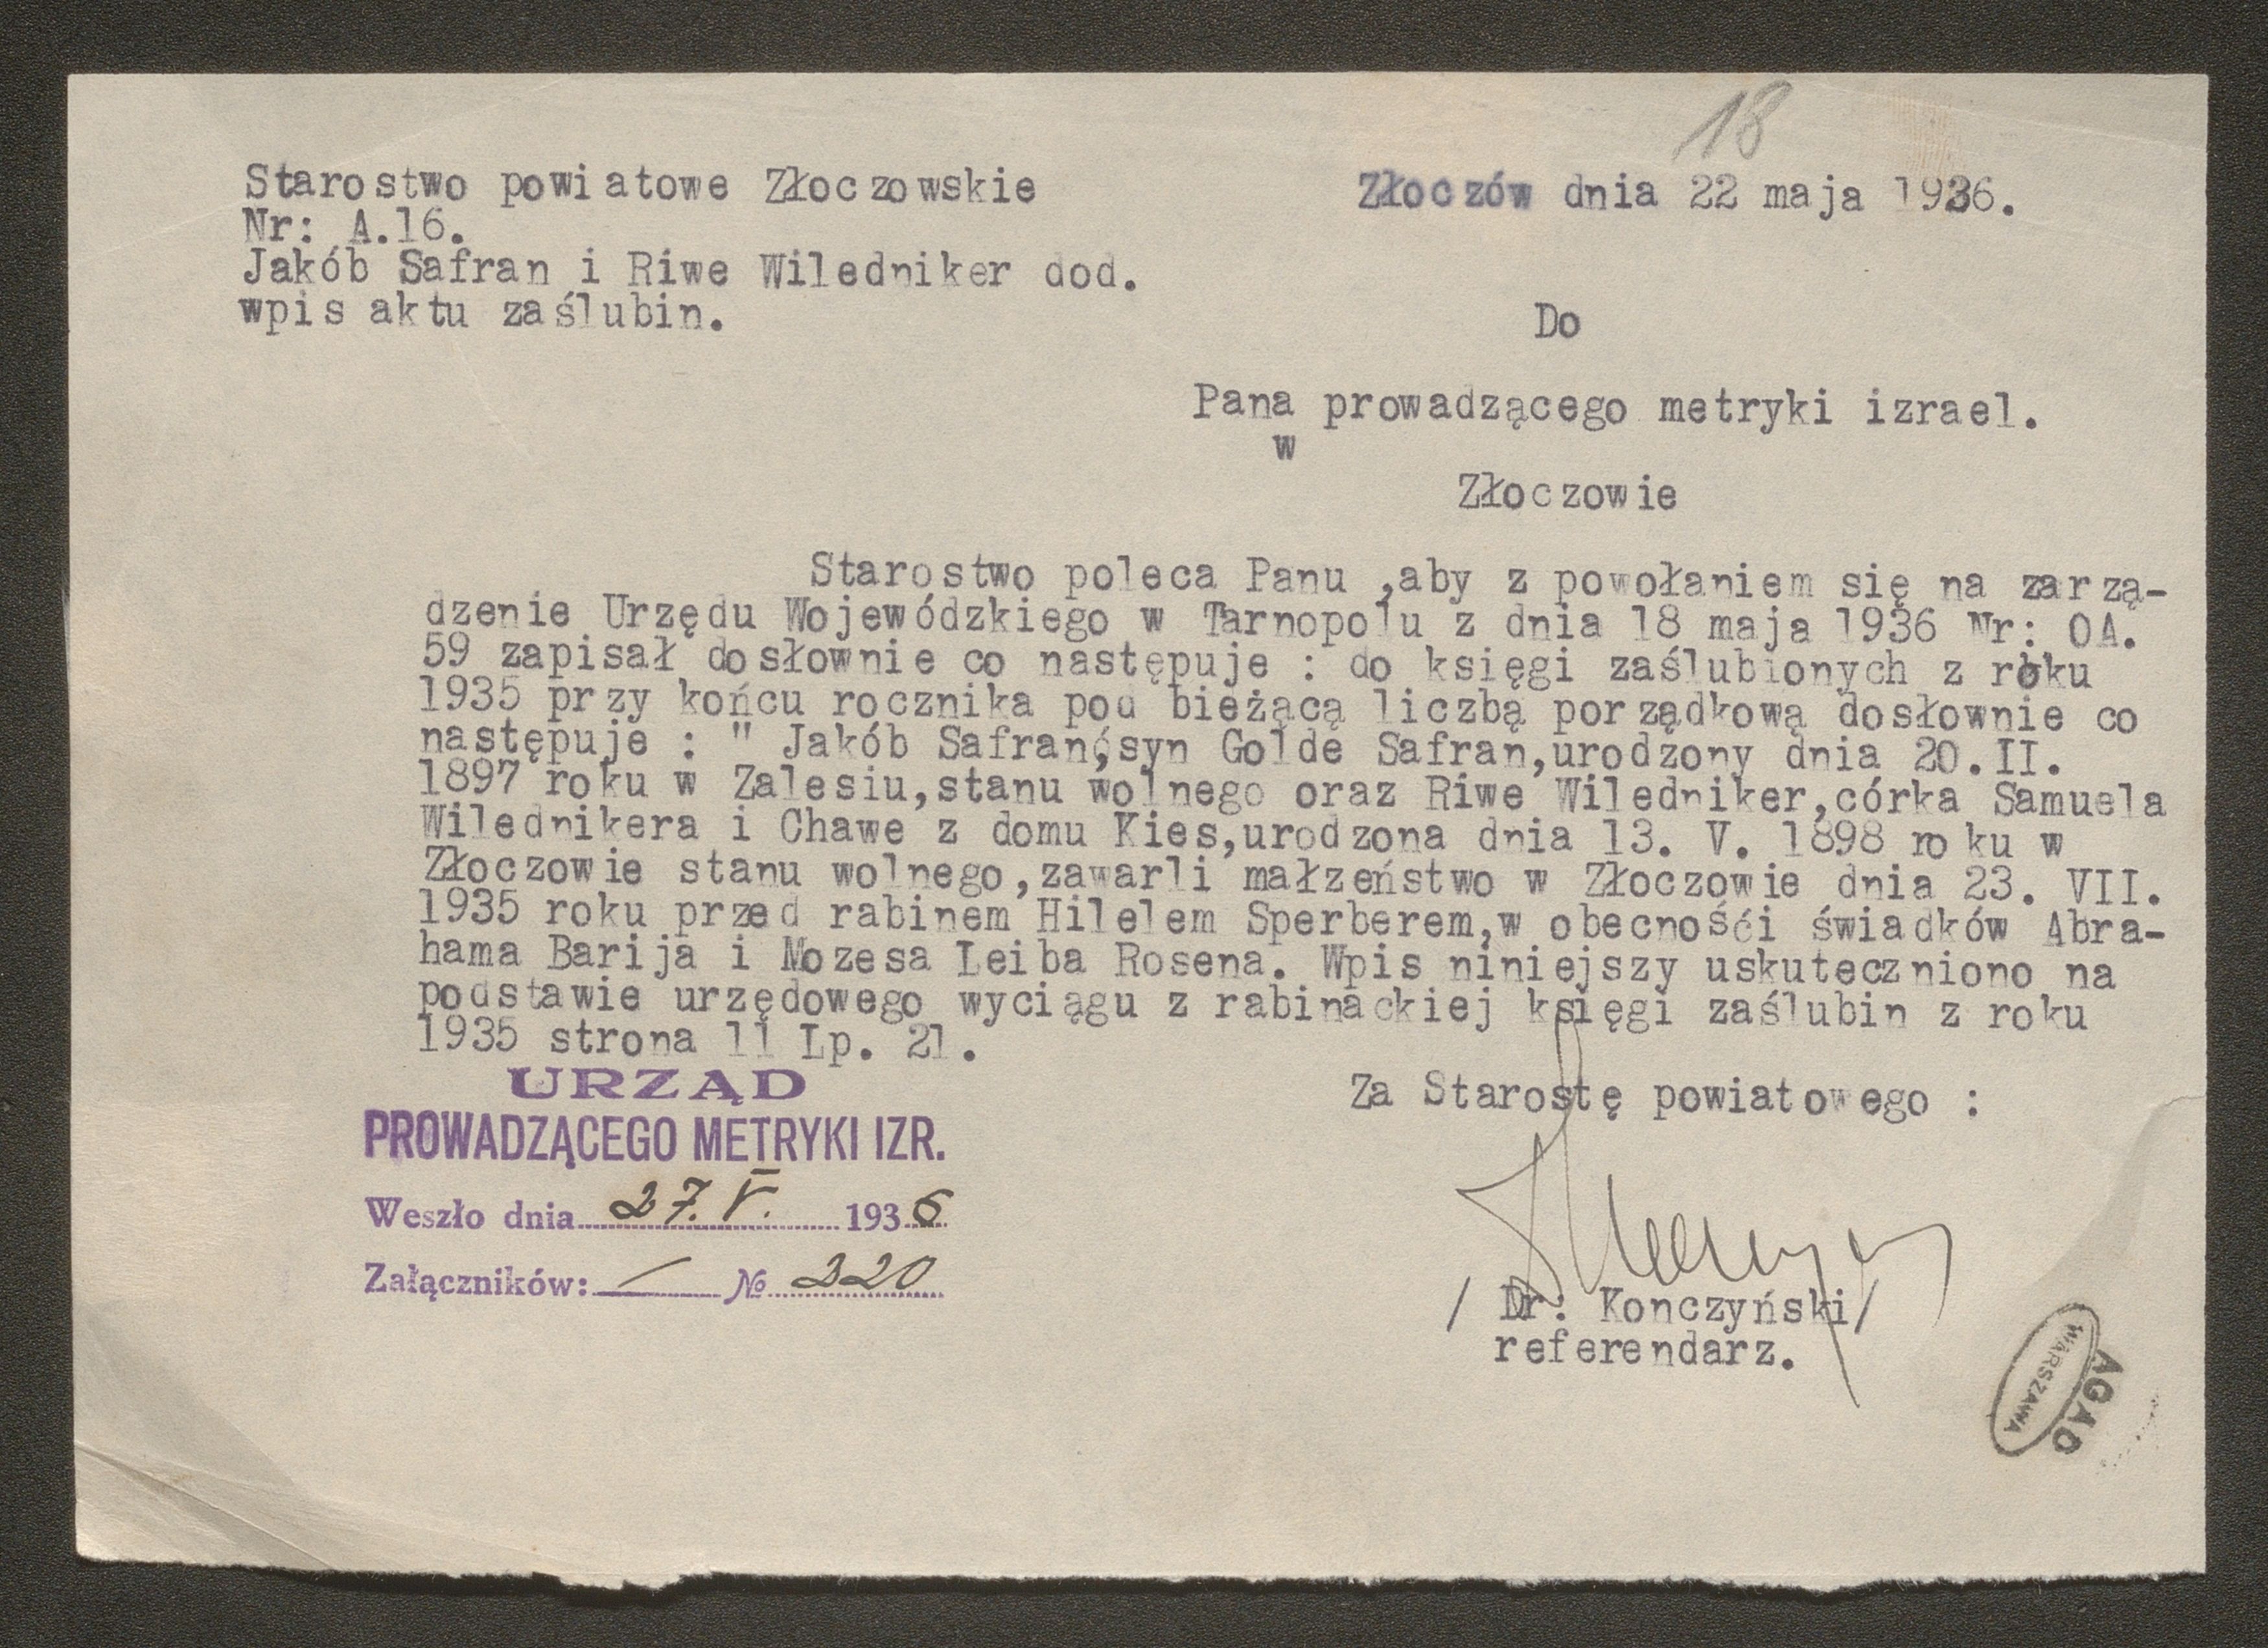 18
Starostwo powiatowe Złoczowskie
Złoczów dnia 22 maja 1936.
Nr: A.16.
Jakób Safran i Riwe Wiledniker dod.
wpis aktu zaślubin.
Do
Pana prowadzącego metryki izrael.
w
Złoczowie
Starostwo poleca Panu ,aby z powołaniem się na zarzą-
dzenie Urzędu Wojewódzkiego w Tarnopolu z dnia 18 maja 1936 Nr: OA.
59 zapisał dosłownie co następuje : do księgi zaślubionych z roku
1935 przy końcu rocznika pod bieżącą liczbą porządkową dosłownie co
następuje : " Jakób Safran,syn Golde Safran,urodzony dnia 20.II.
1897 roku w Zalesiu,stanu wolnego oraz Riwe Wiledniker,córka Samuela
Wilednikera i Chawe z domu Kies,urodzona dnia 13. V. 1898 roku w
Złoczowie stanu wolnego,zawarli małzeństwo w Złoczowie dnia 23. VII.
1935 roku przed rabinem Hilelem Sperberem,w obecnośći świadków Abra-
hama Barija i Mozesa Leiba Rosena. Wpis niniejszy uskuteczniono na
podstawie urzędowego wyciągu z rabinackiej księgi zaślubin z roku
1935 strona 11 Lp. 21.
Za Starostę powiatowego :
URZĄD
PROWADZĄCEGO METRYKI IZR.
Weszło dnia 27. V. 1936
Załączników: / № 220
/ Dr: Konczyński/
referendarz.
AGAD
WARSZAWA